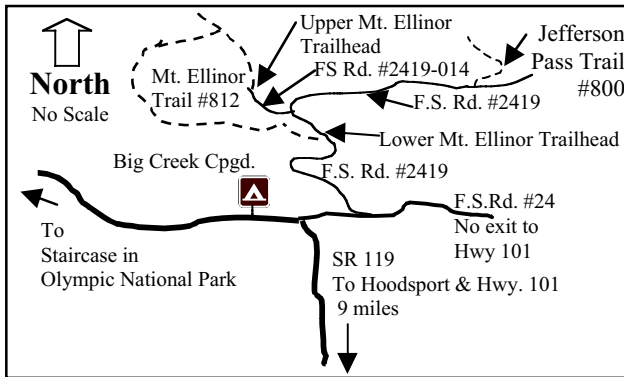 North
No Scale
Upper Mt. Ellinor
Trailhead
FS Rd. #2419-014
Mt. Ellinor
Trail #812
Jefferson
Pass Trail
#800
F.S. Rd. #2419
Lower Mt. Ellinor Trailhead
Big Creek Cpgd.
F.S. Rd. #2419
F.S.Rd. #24
No exit to
Hwy 101
To
Staircase in
Olympic National Park
SR 119
To Hoodsport & Hwy. 101
9 miles